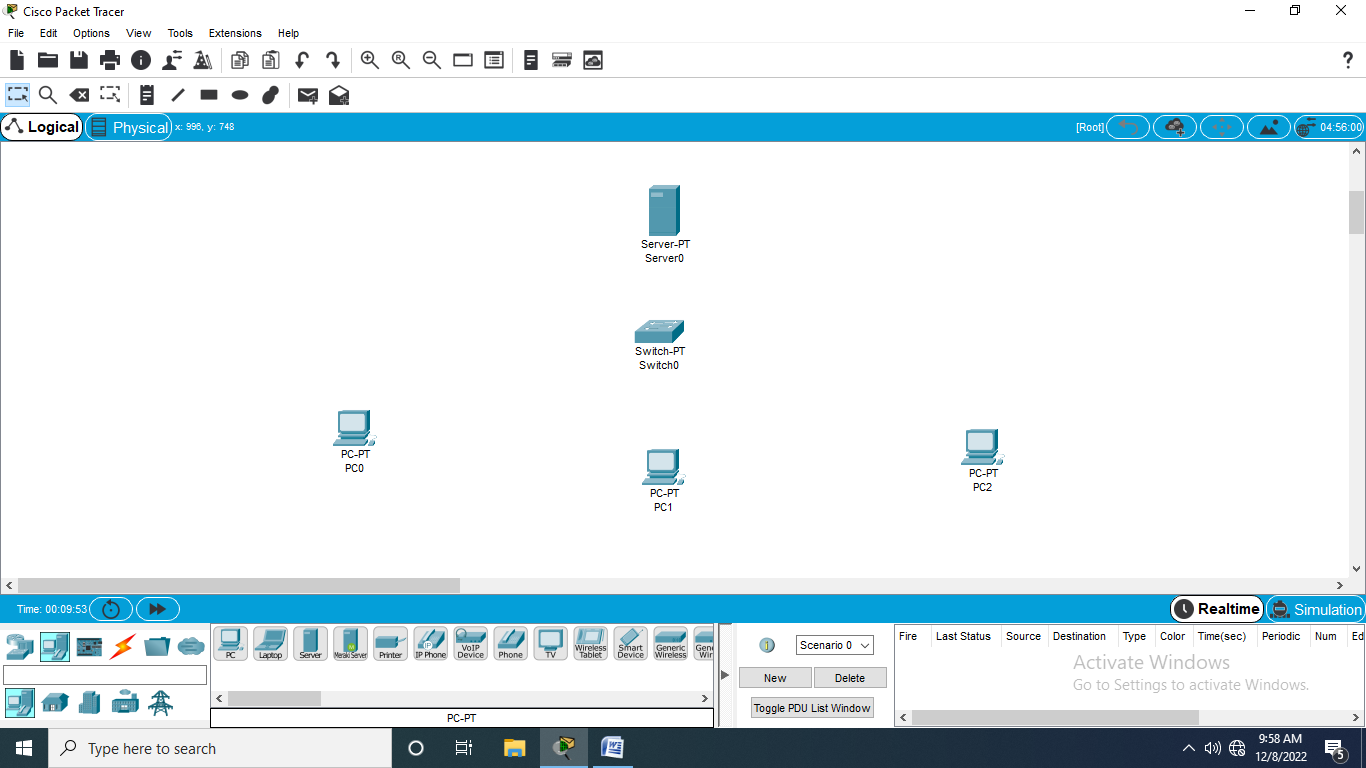 Cisco Packet Tracer
File Edit Options View Tools Extensions Help
R
?
Logical Physical x: 996, y: 748 [Root] 04:56:00
Server-PT
Server0
Switch-PT
Switch0
PC-PT
PC0
PC-PT
PC1
PC-PT
PC2
Time: 00:09:53 Realtime Simulation
PC Laptop Server Meraki Server Printer IP Phone VoIP Device Phone TV Wireless Tablet Smart Device Generic Wireless Gene Wir
PC-PT
Scenario 0
New Delete
Toggle PDU List Window
Fire Last Status Source Destination Type Color Time(sec) Periodic Num Ed
Activate Windows
Go to Settings to activate Windows.
Type here to search
9:58 AM
12/8/2022
5